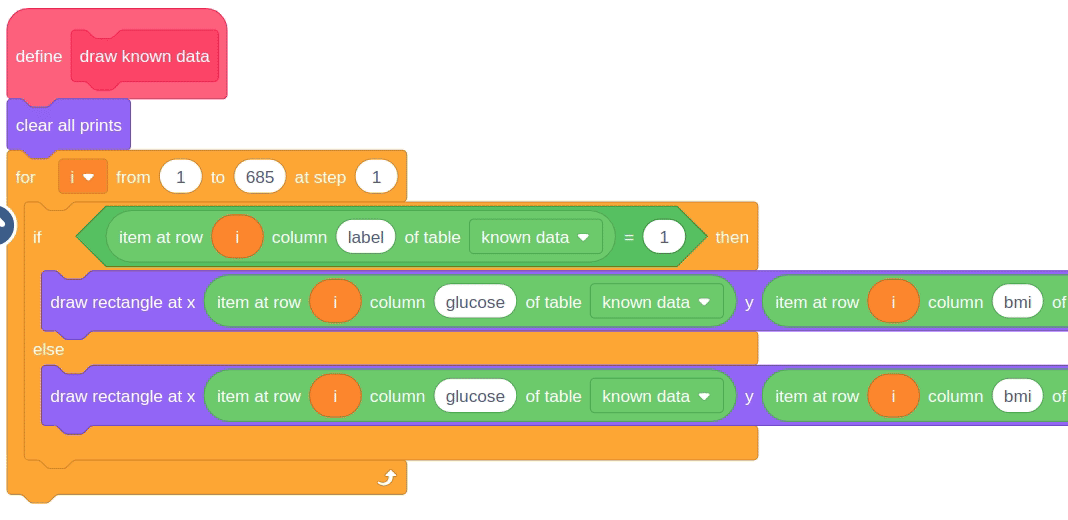 define draw known data
clear all prints
for i from 1 to 685 at step 1
if item at row i column label of table known data = 1 then
draw rectangle at x item at row i column glucose of table known data y item at row i column bmi of
else
draw rectangle at x item at row i column glucose of table known data y item at row i column bmi of